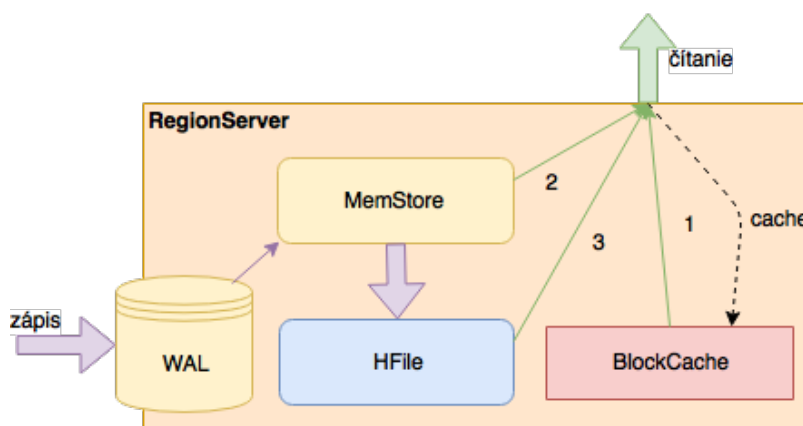 čítanie
RegionServer
MemStore
2
3
1
cache
zápis
WAL
HFile
BlockCache